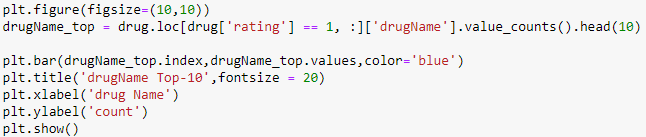 plt.figure(figsize=(10,10))
drugName_top = drug.loc[drug['rating'] == 1, :]['drugName'].value_counts().head(10)
plt.bar(drugName_top.index,drugName_top.values,color='blue')
plt.title('drugName Top-10',fontsize = 20)
plt.xlabel('drug Name')
plt.ylabel('count')
plt.show()